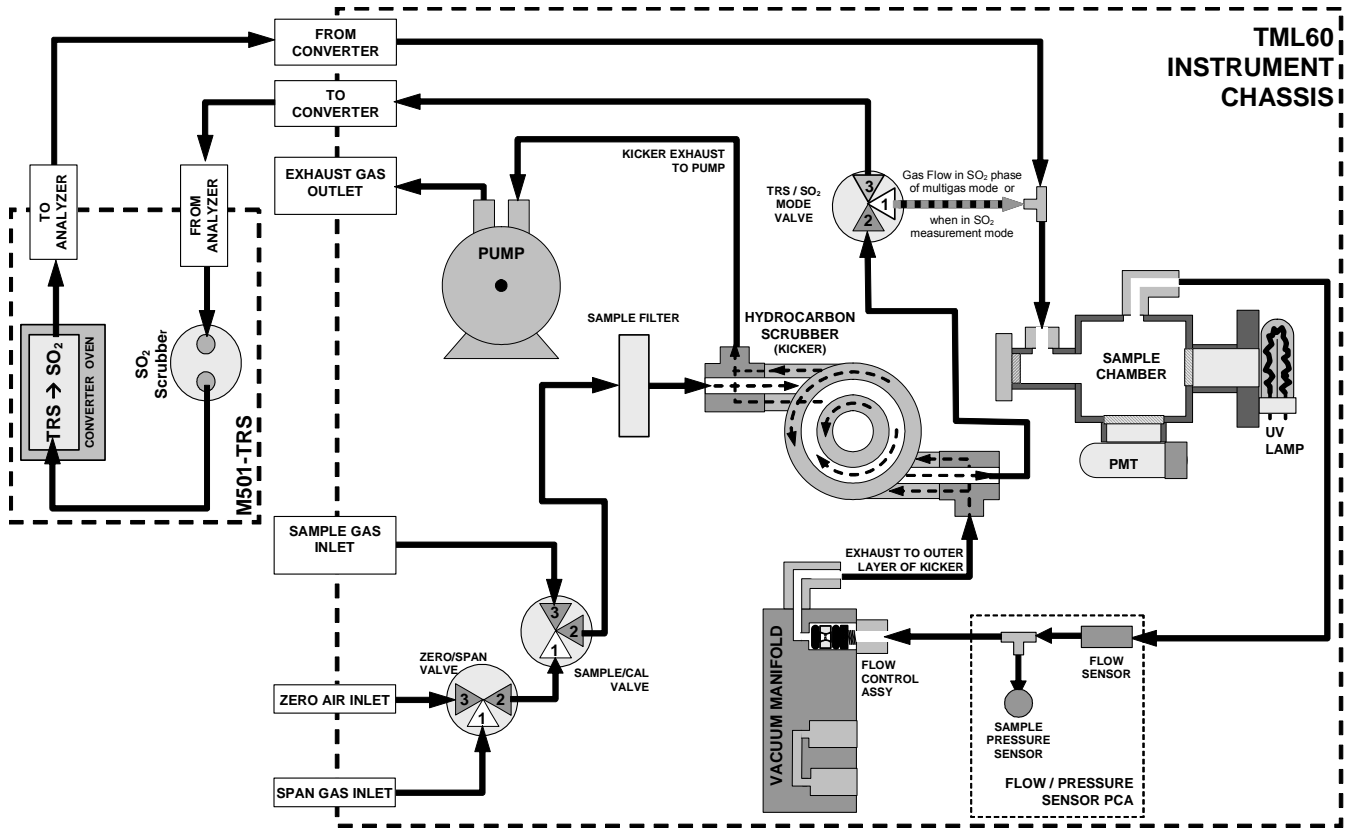 TML60
INSTRUMENT
CHASSIS
FROM
CONVERTER
TO
CONVERTER
EXHAUST GAS
OUTLET
TO
ANALYZER
FROM
ANALYZER
KICKER EXHAUST
TO PUMP
PUMP
TRS / SO₂
MODE
VALVE
3
1
2
Gas Flow in SO₂ phase
of multigas mode or
when in SO₂
measurement mode
TRS → SO₂
CONVERTER OVEN
SO₂
Scrubber
M501-TRS
SAMPLE FILTER
HYDROCARBON
SCRUBBER
(KICKER)
SAMPLE
CHAMBER
UV
LAMP
PMT
SAMPLE GAS
INLET
3
2
1
SAMPLE/CAL
VALVE
ZERO/SPAN
VALVE
3
2
1
ZERO AIR INLET
SPAN GAS INLET
EXHAUST TO OUTER
LAYER OF KICKER
VACUUM MANIFOLD
FLOW
CONTROL
ASSY
FLOW
SENSOR
SAMPLE
PRESSURE
SENSOR
FLOW / PRESSURE
SENSOR PCA